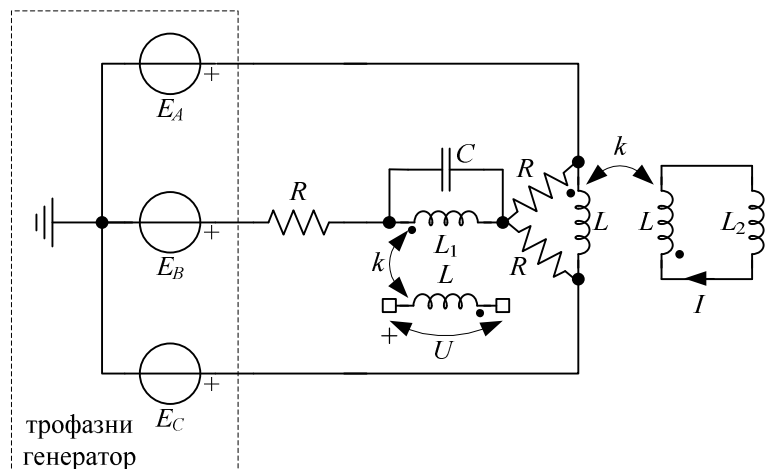 +
E_A
k
C
R
R
R
L
L
L_2
L_1
+
E_B
k
L
I
+
U
+
E_C
трофазни
генератор